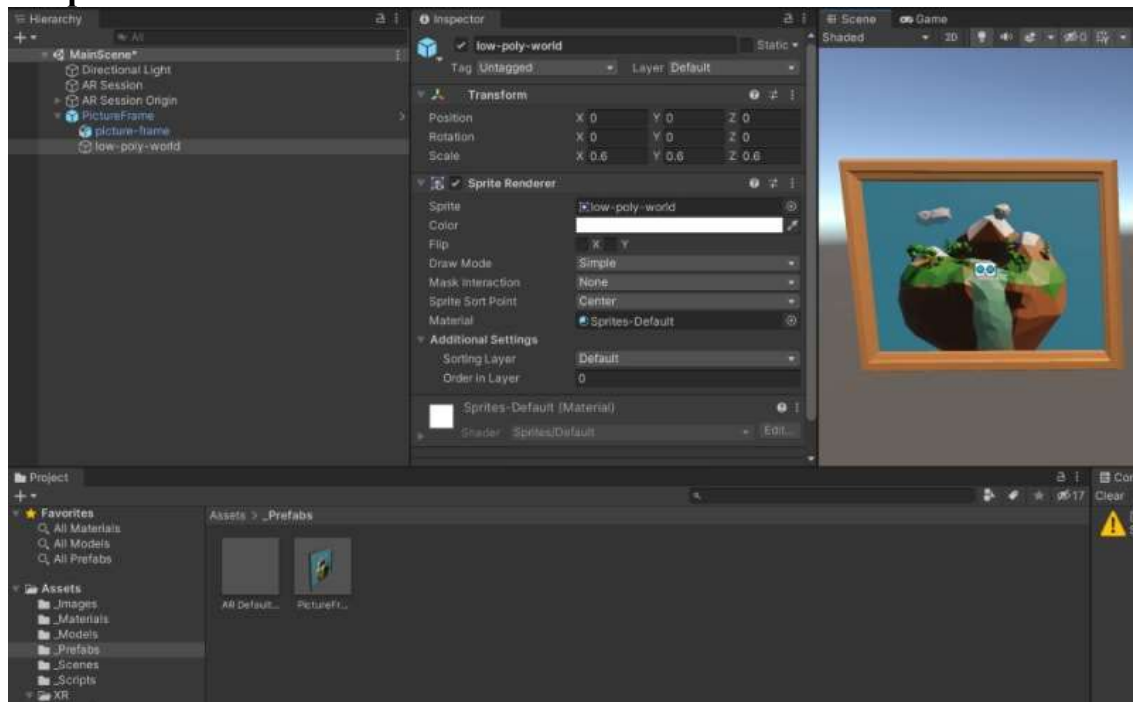 Hierarchy
All
MainScene*
Directional Light
AR Session
AR Session Origin
PictureFrame
picture-frame
low-poly-world
Inspector
low-poly-world
Static
Tag Untagged Layer Default
Transform
Position X 0 Y 0 Z 0
Rotation X 0 Y 0 Z 0
Scale X 0.6 Y 0.6 Z 0.6
Sprite Renderer
Sprite low-poly-world
Color
Flip X Y
Draw Mode Simple
Mask Interaction None
Sprite Sort Point Center
Material Sprites-Default
Additional Settings
Sorting Layer Default
Order in Layer 0
Sprites-Default (Material)
Shader Sprites/Default Edit...
Scene Game
Shaded 2D 0
Project
17
Favorites
All Materials
All Models
All Prefabs
Assets
_Images
_Materials
_Models
_Prefabs
_Scenes
_Scripts
XR
Assets > _Prefabs
AR Default... PictureFr...
Clear